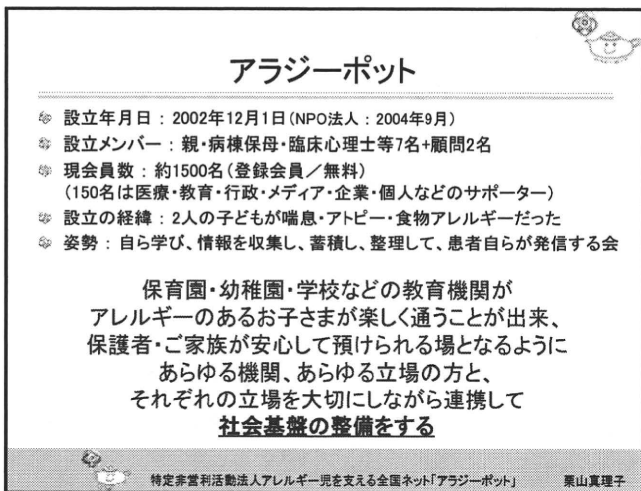 アラジーポット
設立年月日 : 2002年12月1日(NPO法人 : 2004年9月)
設立メンバー : 親・病棟保母・臨床心理士等7名+顧問2名
現会員数 : 約1500名(登録会員／無料)
(150名は医療・教育・行政・メディア・企業・個人などのサポーター)
設立の経緯 : 2人の子どもが喘息・アトピー・食物アレルギーだった
姿勢 : 自ら学び、情報を収集し、蓄積し、整理して、患者自らが発信する会
保育園・幼稚園・学校などの教育機関が
アレルギーのあるお子さまが楽しく通うことが出来、
保護者・ご家族が安心して預けられる場となるように
あらゆる機関、あらゆる立場の方と、
それぞれの立場を大切にしながら連携して
社会基盤の整備をする
特定非営利活動法人アレルギー児を支える全国ネット「アラジーポット」 栗山真理子